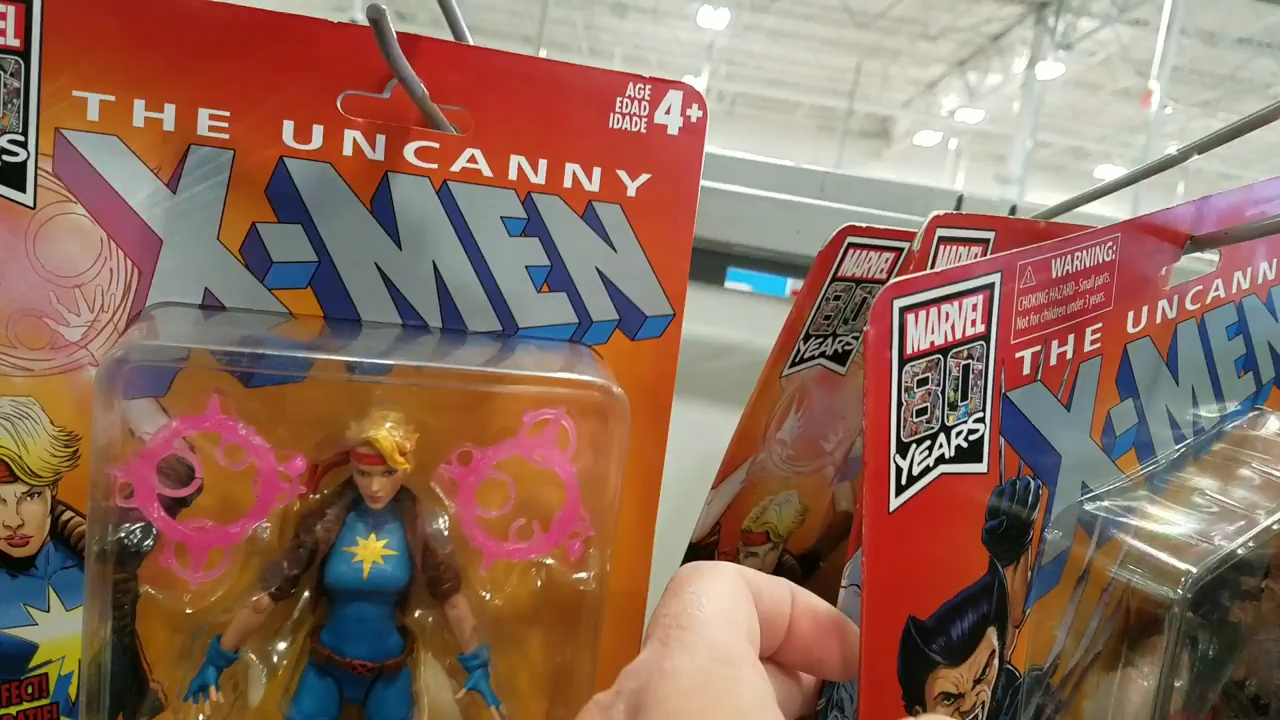 THE UNCANNY
X-MEN
AGE
EDAD
IDADE
4+
MARVEL
80
YEARS
MARVEL
MARVEL
80
YEARS
WARNING:
CHOKING HAZARD–Small parts.
Not for children under 3 years.
THE UNCANN
X-MEN